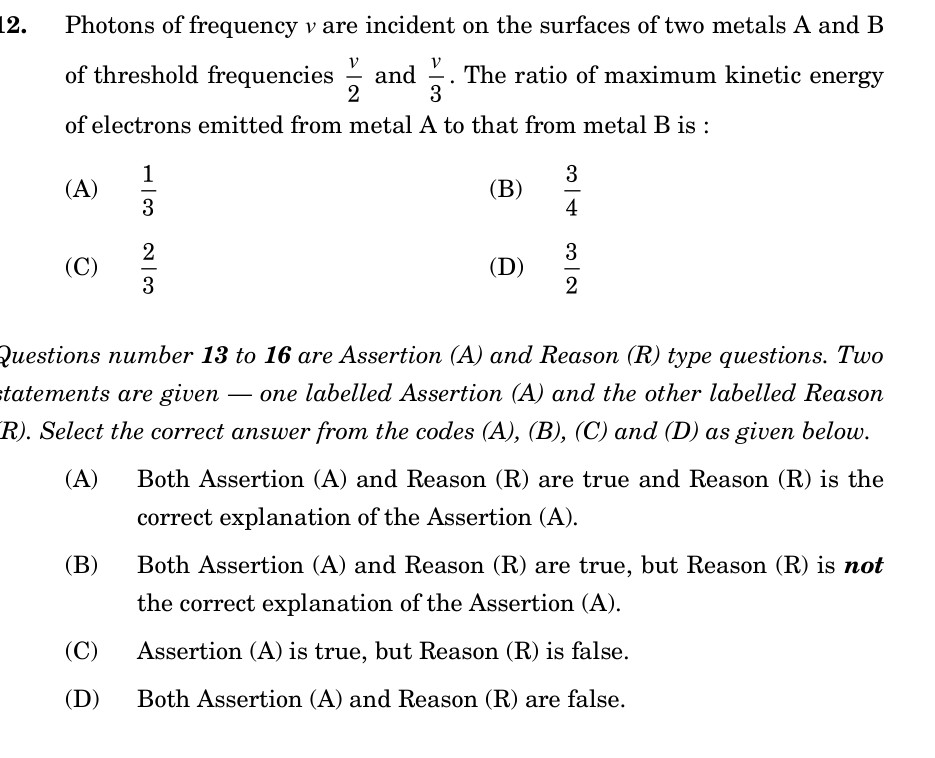 12. Photons of frequency ν are incident on the surfaces of two metals A and B
of threshold frequencies ν/2 and ν/3. The ratio of maximum kinetic energy
of electrons emitted from metal A to that from metal B is :
(A) 1/3 (B) 3/4
(C) 2/3 (D) 3/2
Questions number 13 to 16 are Assertion (A) and Reason (R) type questions. Two
statements are given — one labelled Assertion (A) and the other labelled Reason
(R). Select the correct answer from the codes (A), (B), (C) and (D) as given below.
(A) Both Assertion (A) and Reason (R) are true and Reason (R) is the
correct explanation of the Assertion (A).
(B) Both Assertion (A) and Reason (R) are true, but Reason (R) is not
the correct explanation of the Assertion (A).
(C) Assertion (A) is true, but Reason (R) is false.
(D) Both Assertion (A) and Reason (R) are false.